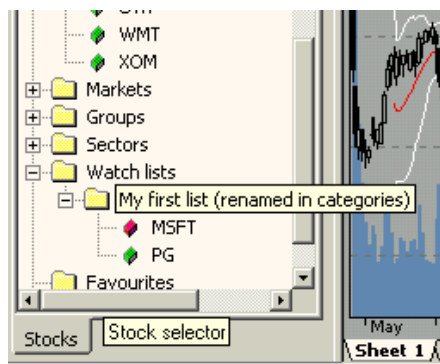 WMT
XOM
Markets
Groups
Sectors
Watch lists
My first list (renamed in categories)
MSFT
PG
Favourites
Stocks
Stock selector
May
Sheet 1